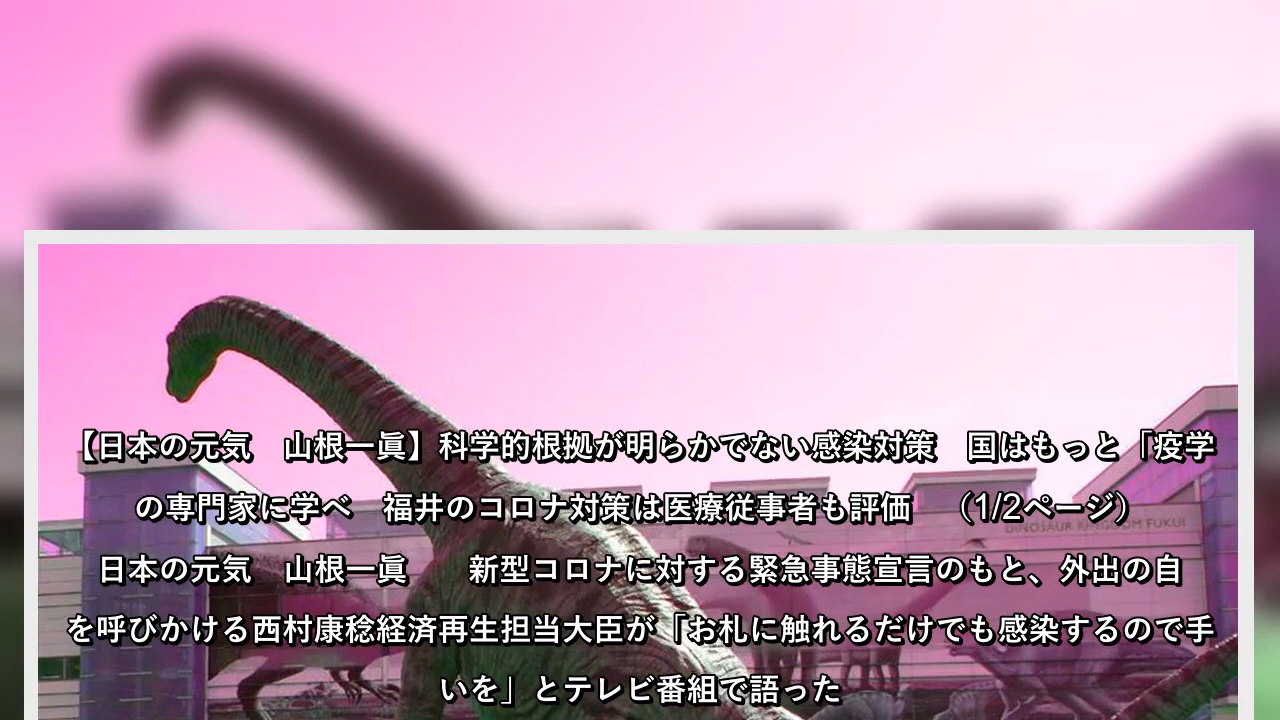 【日本の元気　山根一眞】科学的根拠が明らかでない感染対策　国はもっと「疫学
の専門家に学べ　福井のコロナ対策は医療従事者も評価　（1/2ページ）
日本の元気　山根一眞　　新型コロナに対する緊急事態宣言のもと、外出の自
を呼びかける西村康稔経済再生担当大臣が「お札に触れるだけでも感染するので手
いを」とテレビ番組で語った
DINOSAUR KINGDOM FUKUI